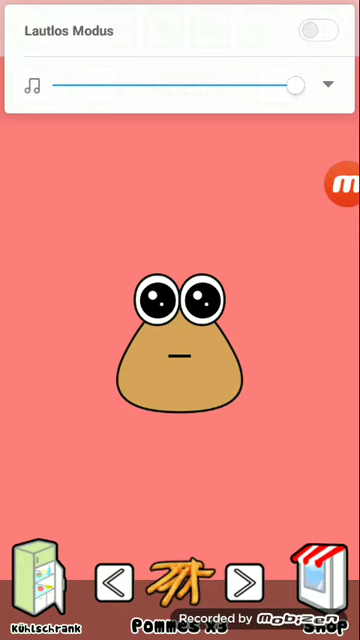 Lautlos Modus
Kühlschrank
Pommes x3
SHOP
Recorded by mobizen